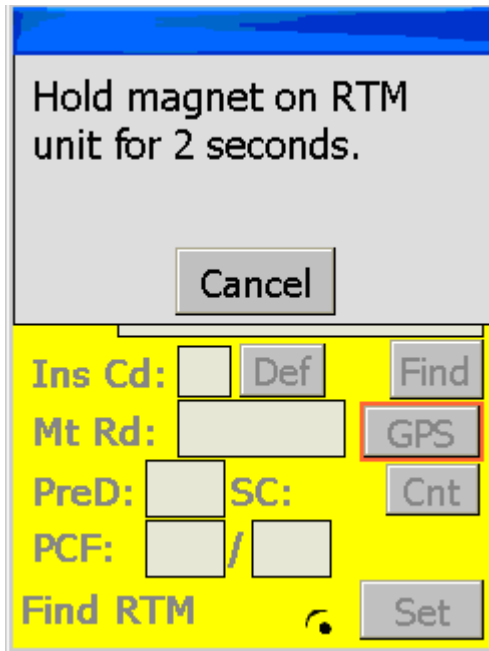 Hold magnet on RTM
unit for 2 seconds.
Cancel
Ins Cd: Def Find
Mt Rd: GPS
PreD: SC: Cnt
PCF: /
Find RTM Set